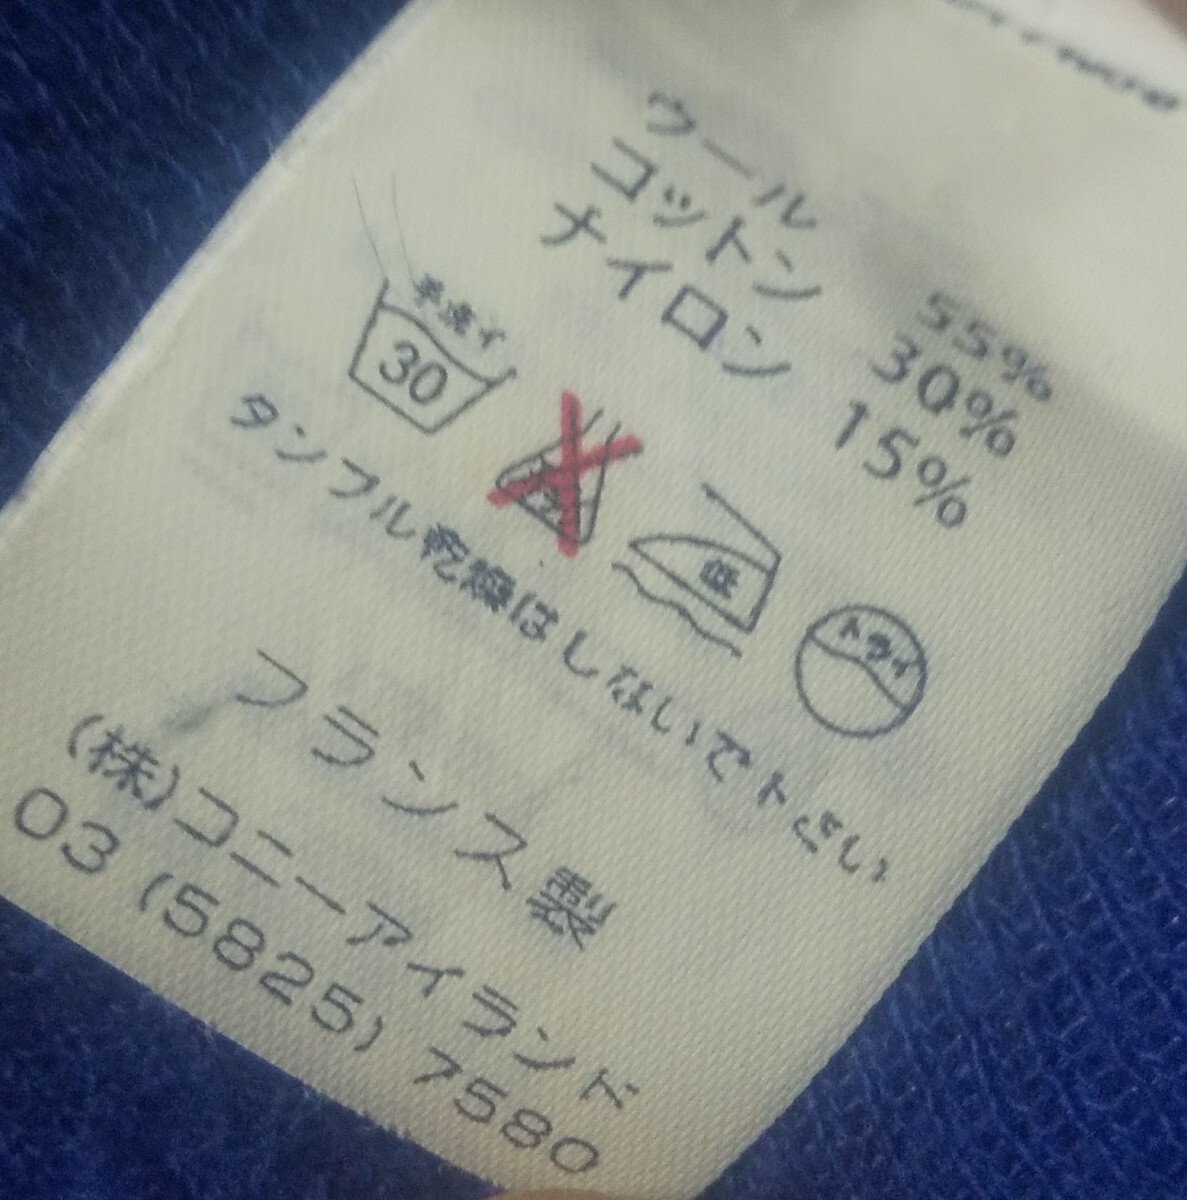 ウール 55%
コットン 30%
ナイロン 15%
手洗イ
30
低
ドライ
タンブル乾燥はしないで下さい
フランス製
(株)コニーアイランド
03 (5825) 7580